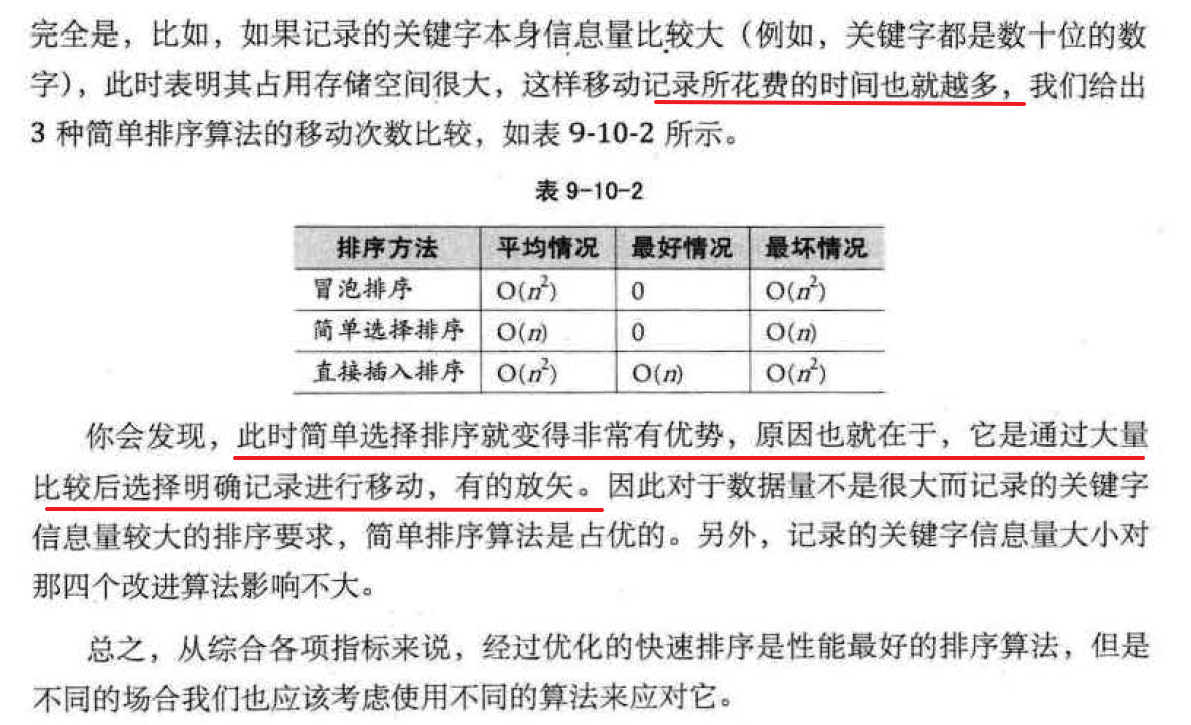 完全是，比如，如果记录的关键字本身信息量比较大（例如，关键字都是数十位的数
字），此时表明其占用存储空间很大，这样移动记录所花费的时间也就越多，我们给出
3 种简单排序算法的移动次数比较，如表 9-10-2 所示。
表 9-10-2
排序方法 平均情况 最好情况 最坏情况
冒泡排序 O(n²) 0 O(n²)
简单选择排序 O(n) 0 O(n)
直接插入排序 O(n²) O(n) O(n²)
你会发现，此时简单选择排序就变得非常有优势，原因也就在于，它是通过大量
比较后选择明确记录进行移动，有的放矢。因此对于数据量不是很大而记录的关键字
信息量较大的排序要求，简单排序算法是占优的。另外，记录的关键字信息量大小对
那四个改进算法影响不大。
总之，从综合各项指标来说，经过优化的快速排序是性能最好的排序算法，但是
不同的场合我们也应该考虑使用不同的算法来应对它。